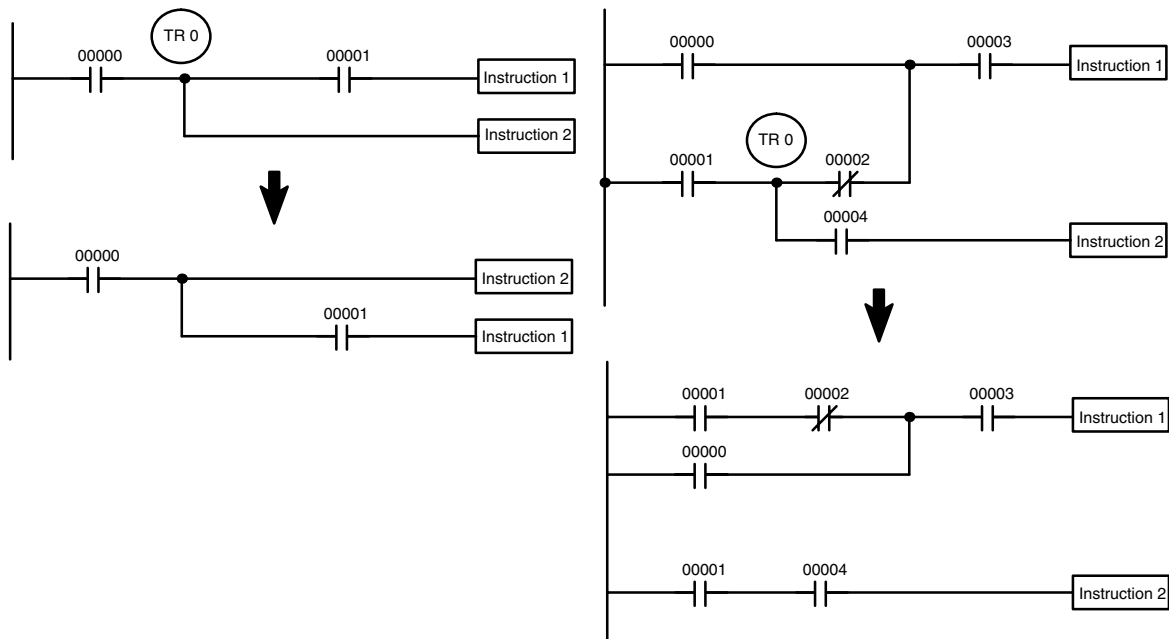 TR 0
00000 00001
Instruction 1
Instruction 2
00000
Instruction 2
00001
Instruction 1
00000 00003
Instruction 1
TR 0
00001 00002
00004
Instruction 2
00001 00002 00003
Instruction 1
00000
00001 00004
Instruction 2